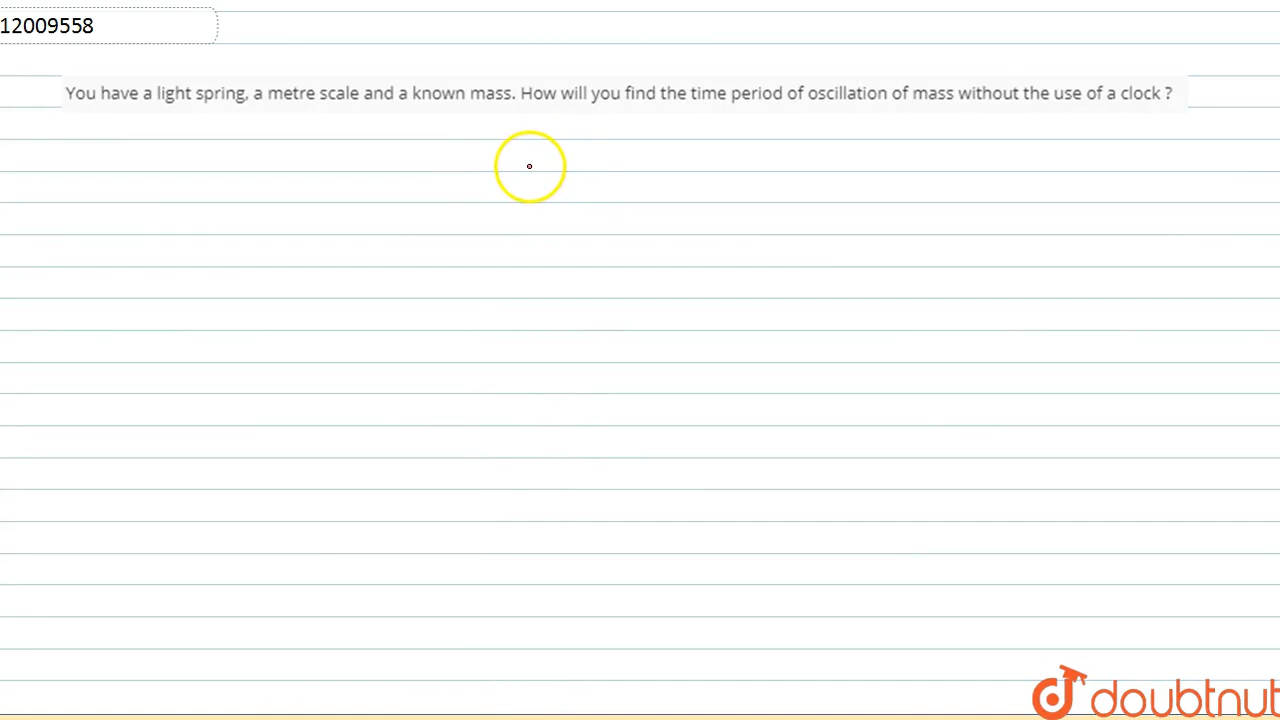 12009558
You have a light spring, a metre scale and a known mass. How will you find the time period of oscillation of mass without the use of a clock ?
doubtnut